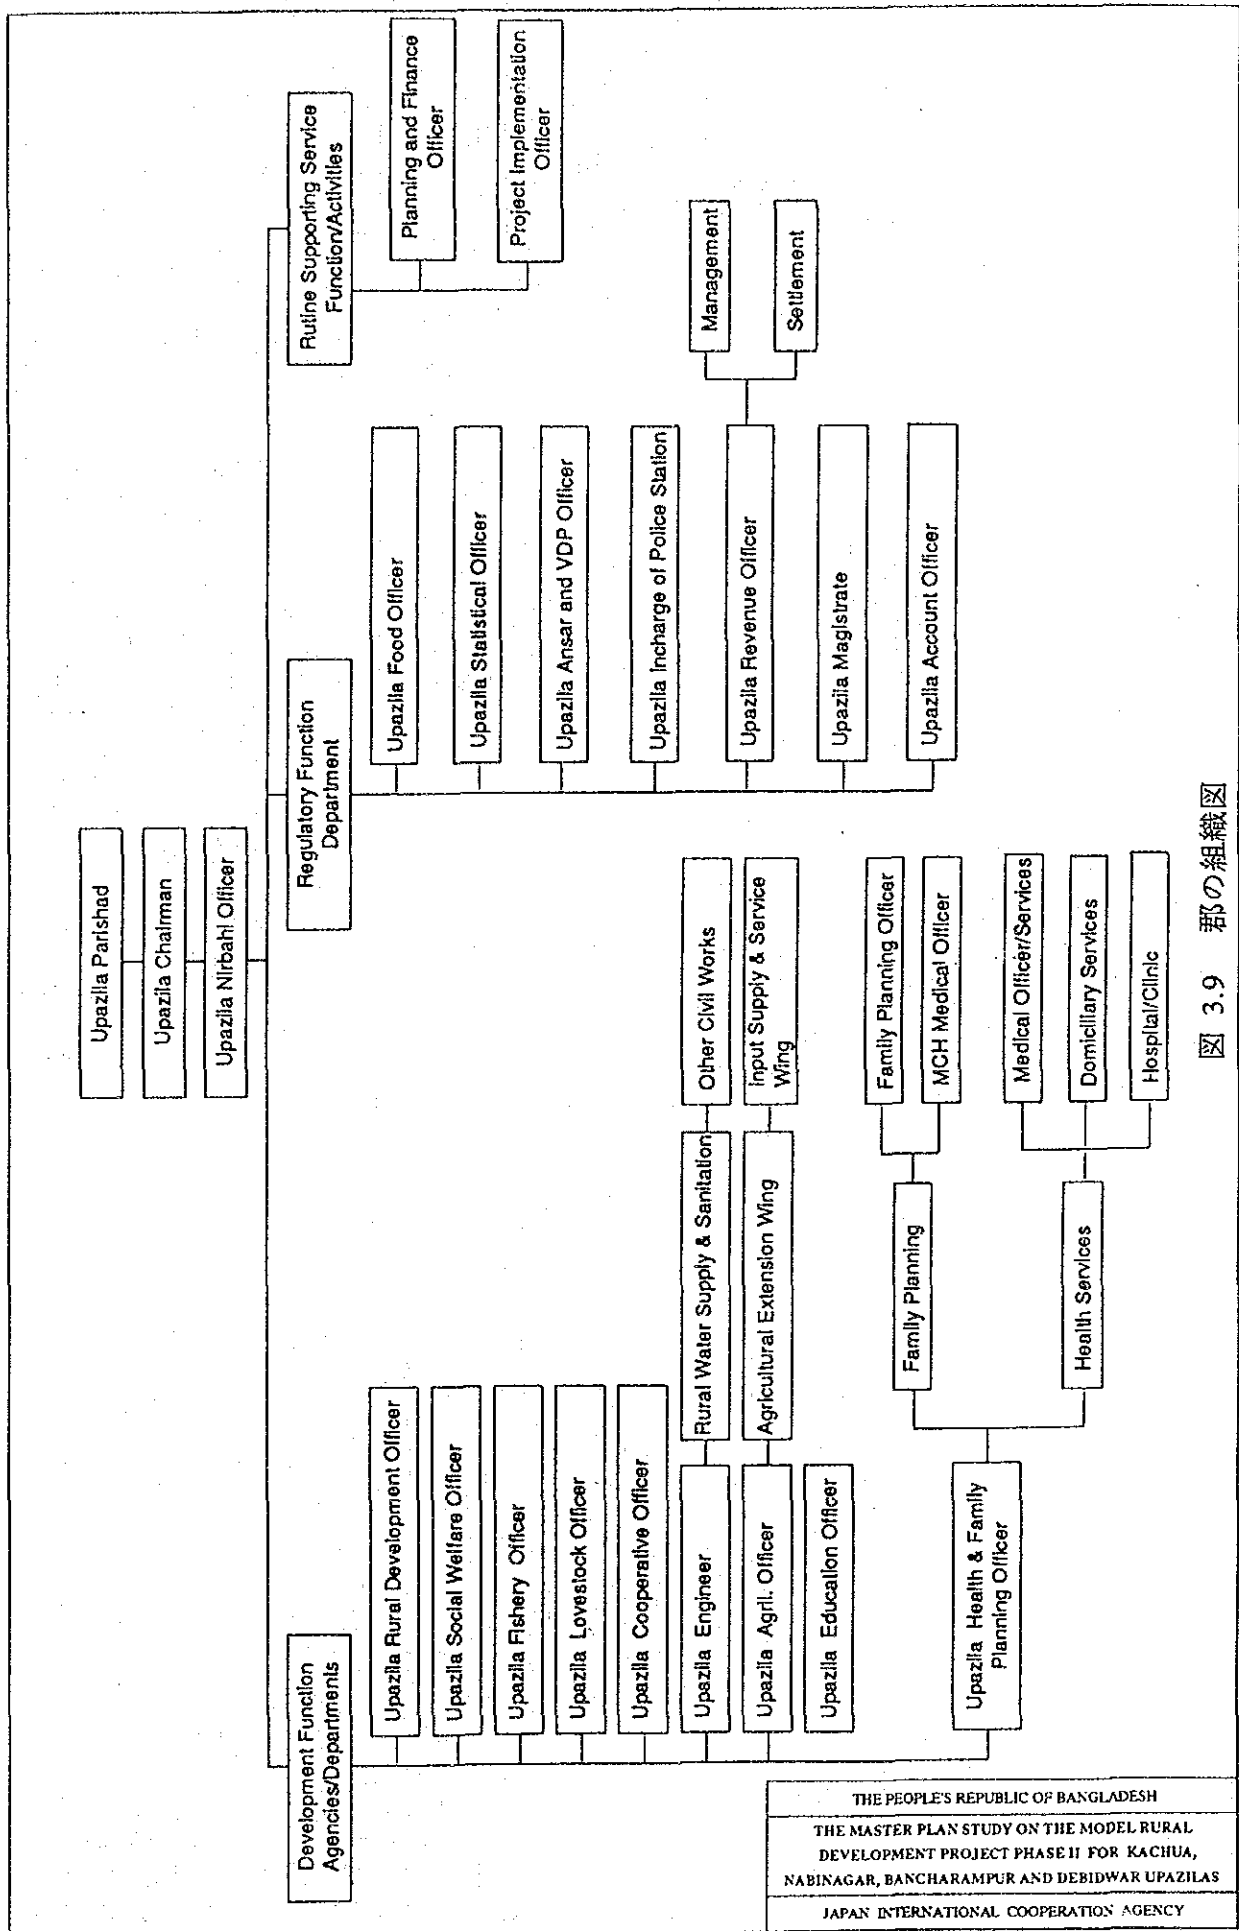 Upazila Parishad
Upazila Chairman
Upazila Nirbahi Officer
Development Function
Agencies/Departments
Regulatory Function
Department
Rutine Supporting Service
Function/Activities
Upazila Rural Development Officer
Upazila Social Welfare Officer
Upazila Fishery Officer
Upazila Lovestock Officer
Upazila Cooperative Officer
Upazila Engineer
Rural Water Supply & Sanitation
Other Civil Works
Upazila Agril. Officer
Agricultural Extension Wing
Input Supply & Service
Wing
Upazila Education Officer
Upazila Health & Family
Planning Officer
Family Planning
Family Planning Officer
MCH Medical Officer
Health Services
Medical Officer/Services
Domiciliary Services
Hospital/Clinic
Upazila Food Officer
Upazila Statistical Officer
Upazila Ansar and VDP Officer
Upazila Incharge of Police Station
Upazila Revenue Officer
Management
Settlement
Upazila Magistrate
Upazila Account Officer
Planning and Finance
Officer
Project Implementation
Officer
図 3.9 郡の組織図
THE PEOPLE'S REPUBLIC OF BANGLADESH
THE MASTER PLAN STUDY ON THE MODEL RURAL
DEVELOPMENT PROJECT PHASE II FOR KACHUA,
NABINAGAR, BANCHARAMPUR AND DEBIDWAR UPAZILAS
JAPAN INTERNATIONAL COOPERATION AGENCY